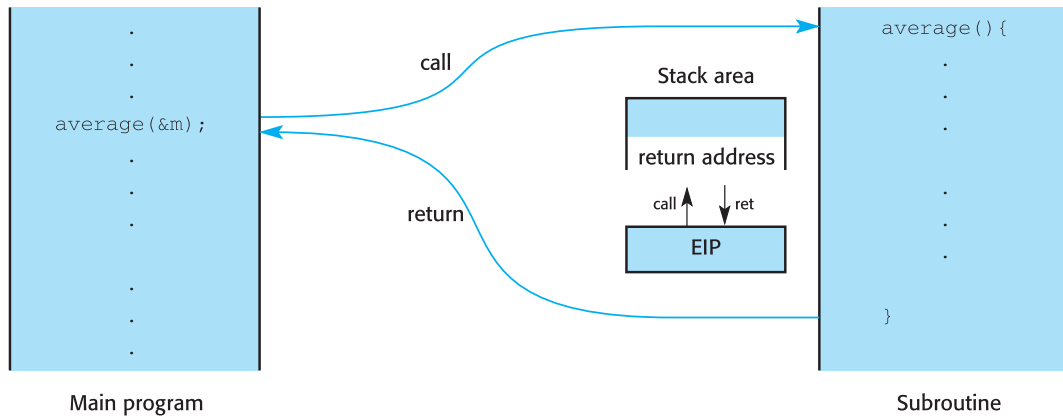 average(){
call
Stack area
average(&m);
return address
call
ret
return
EIP
}
Main program
Subroutine